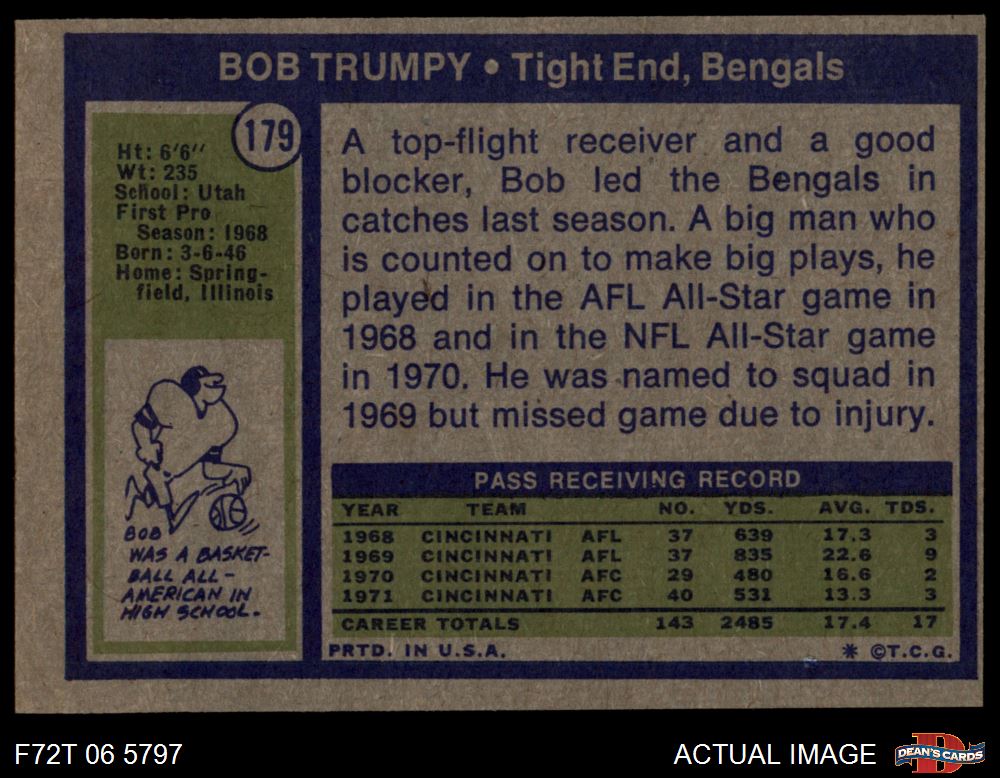 BOB TRUMPY • Tight End, Bengals
179
Ht: 6'6"
Wt: 235
School: Utah
First Pro
Season: 1968
Born: 3-6-46
Home: Spring-
field, Illinois
BOB
WAS A BASKET-
BALL ALL-
AMERICAN IN
HIGH SCHOOL.
A top-flight receiver and a good
blocker, Bob led the Bengals in
catches last season. A big man who
is counted on to make big plays, he
played in the AFL All-Star game in
1968 and in the NFL All-Star game
in 1970. He was named to squad in
1969 but missed game due to injury.
PASS RECEIVING RECORD
YEAR TEAM NO. YDS. AVG. TDS.
1968 CINCINNATI AFL 37 639 17.3 3
1969 CINCINNATI AFL 37 835 22.6 9
1970 CINCINNATI AFC 29 480 16.6 2
1971 CINCINNATI AFC 40 531 13.3 3
CAREER TOTALS 143 2485 17.4 17
PRTD. IN U.S.A. * ©T.C.G.
F72T 06 5797 ACTUAL IMAGE
DEAN'S CARDS